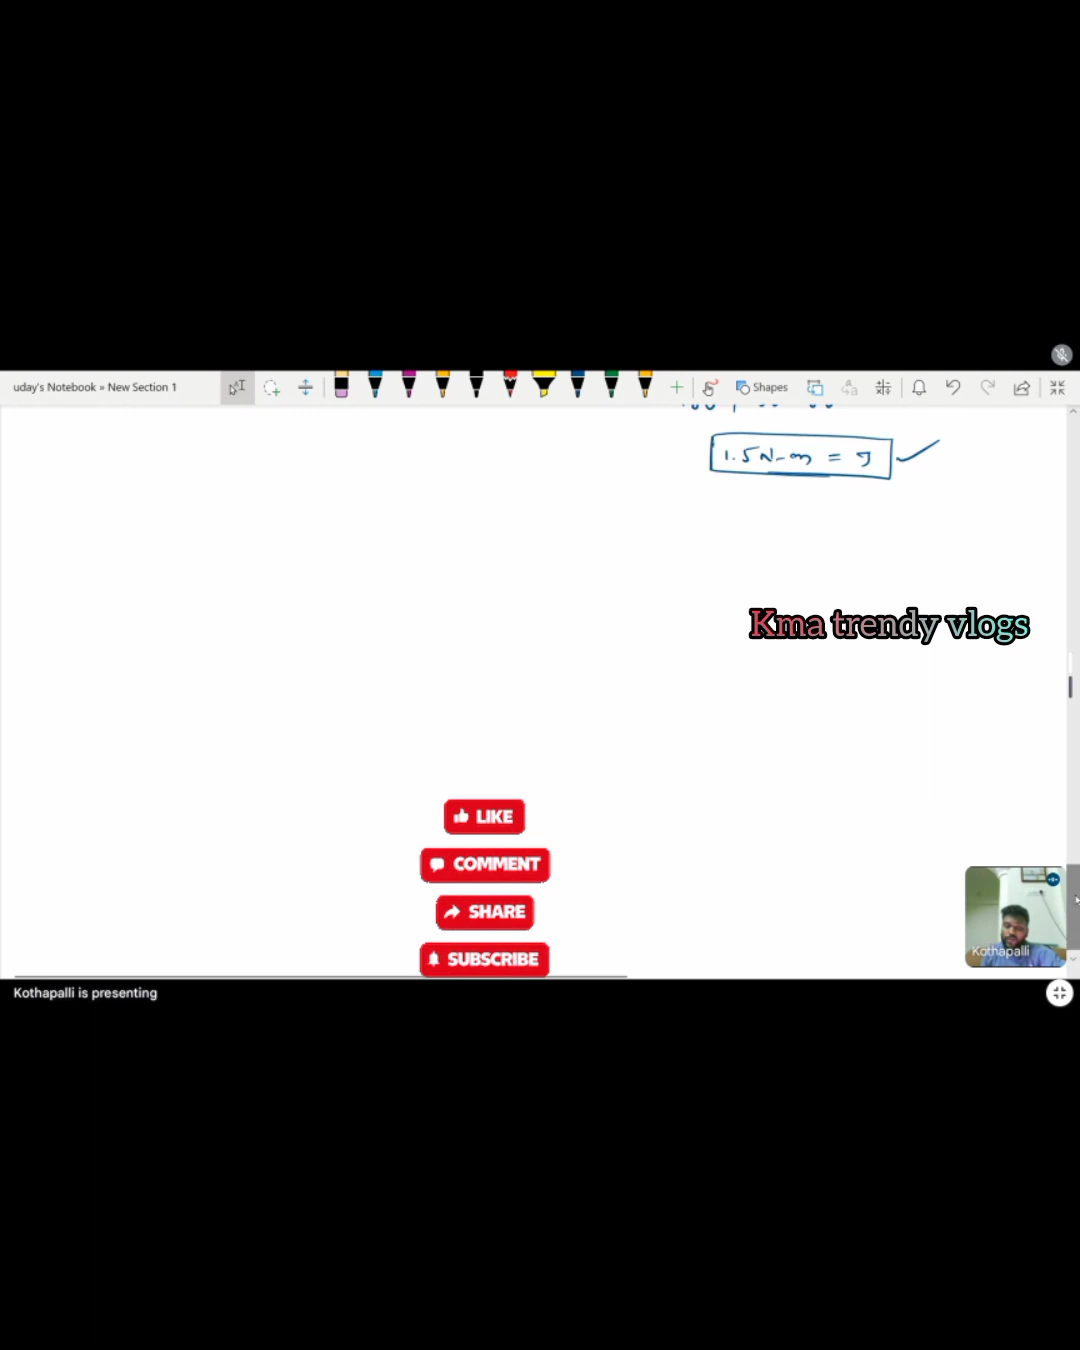 uday's Notebook » New Section 1
Shapes
1.5 N-m = J
Kma trendy vlogs
LIKE
COMMENT
SHARE
SUBSCRIBE
Kothapalli
Kothapalli is presenting